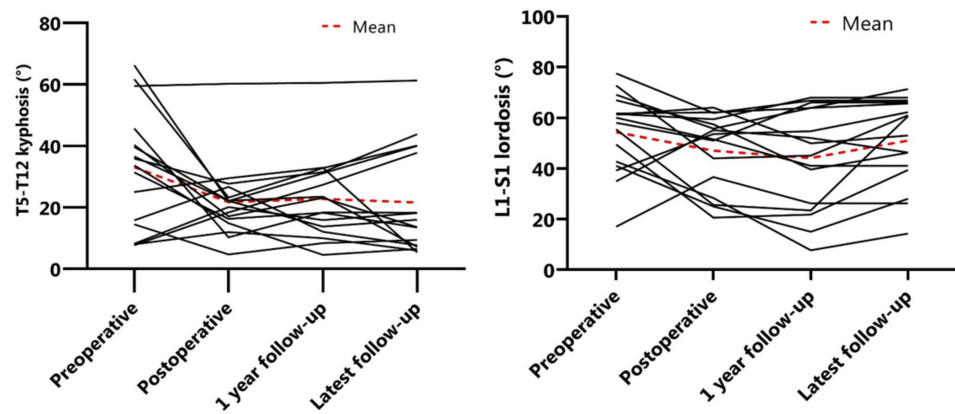 Mean
T5-T12 kyphosis (°)
80
60
40
20
0
Preoperative
Postoperative
1 year follow-up
Latest follow-up
Mean
L1-S1 lordosis (°)
100
80
60
40
20
0
Preoperative
Postoperative
1 year follow-up
Latest follow-up